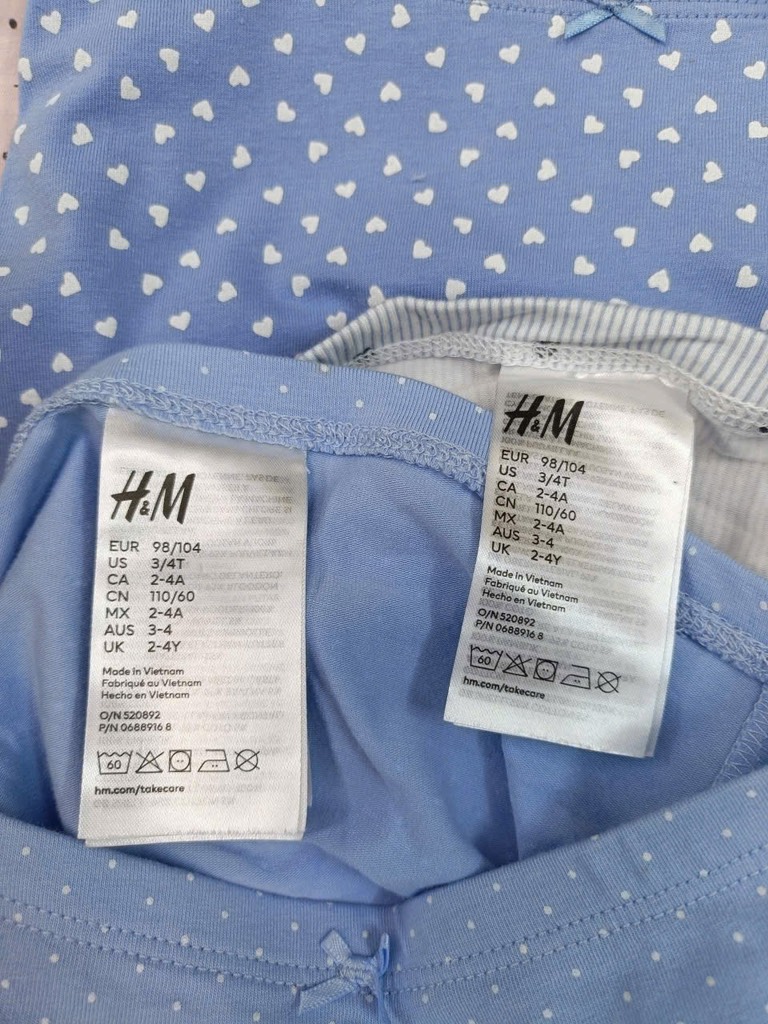 H&M
EUR 98/104
US 3/4T
CA 2-4A
CN 110/60
MX 2-4A
AUS 3-4
UK 2-4Y
Made in Vietnam
Fabriqué au Vietnam
Hecho en Vietnam
O/N 520892
P/N 0688916 8
60
hm.com/takecare
H&M
EUR 98/104
US 3/4T
CA 2-4A
CN 110/60
MX 2-4A
AUS 3-4
UK 2-4Y
Made in Vietnam
Fabriqué au Vietnam
Hecho en Vietnam
O/N 520892
P/N 0688916 8
60
hm.com/takecare